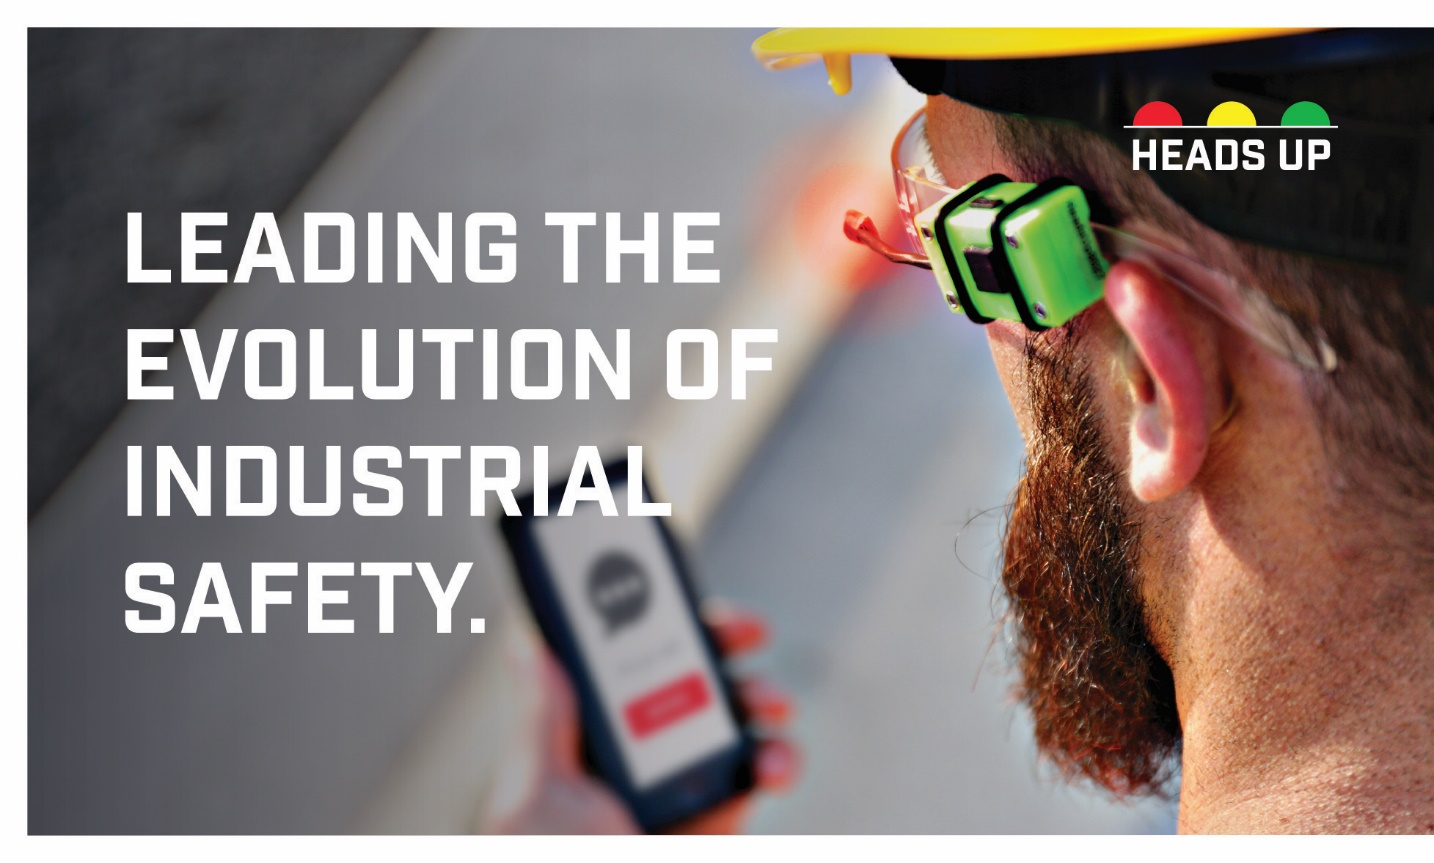 HEADS UP
LEADING THE
EVOLUTION OF
INDUSTRIAL
SAFETY.